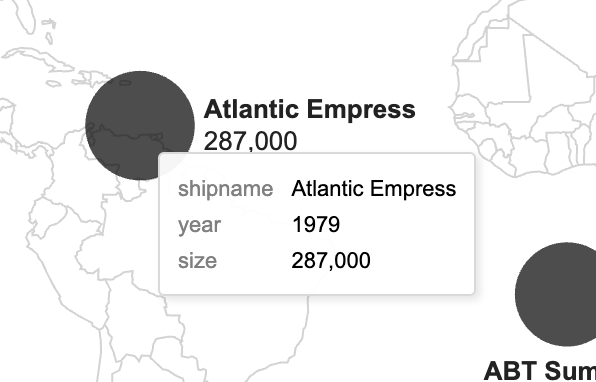 Atlantic Empress
287,000
shipname Atlantic Empress
year 1979
size 287,000
ABT Sum